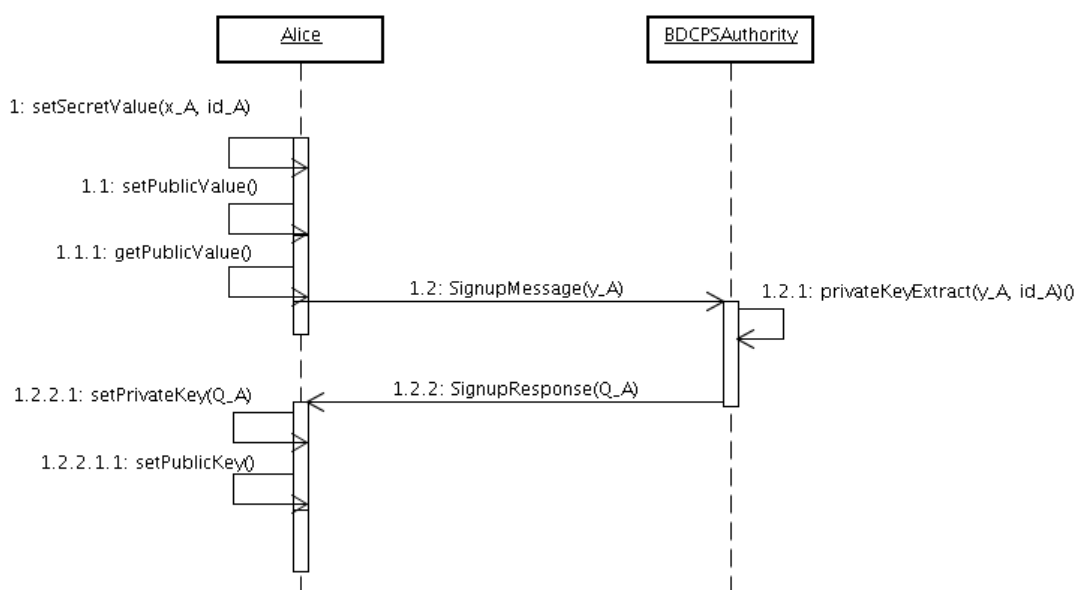 Alice
BDCPSAuthority
1: setSecretValue(x_A, id_A)
1.1: setPublicValue()
1.1.1: getPublicValue()
1.2: SignupMessage(y_A)
1.2.1: privateKeyExtract(y_A, id_A)()
1.2.2: SignupResponse(Q_A)
1.2.2.1: setPrivateKey(Q_A)
1.2.2.1.1: setPublicKey()